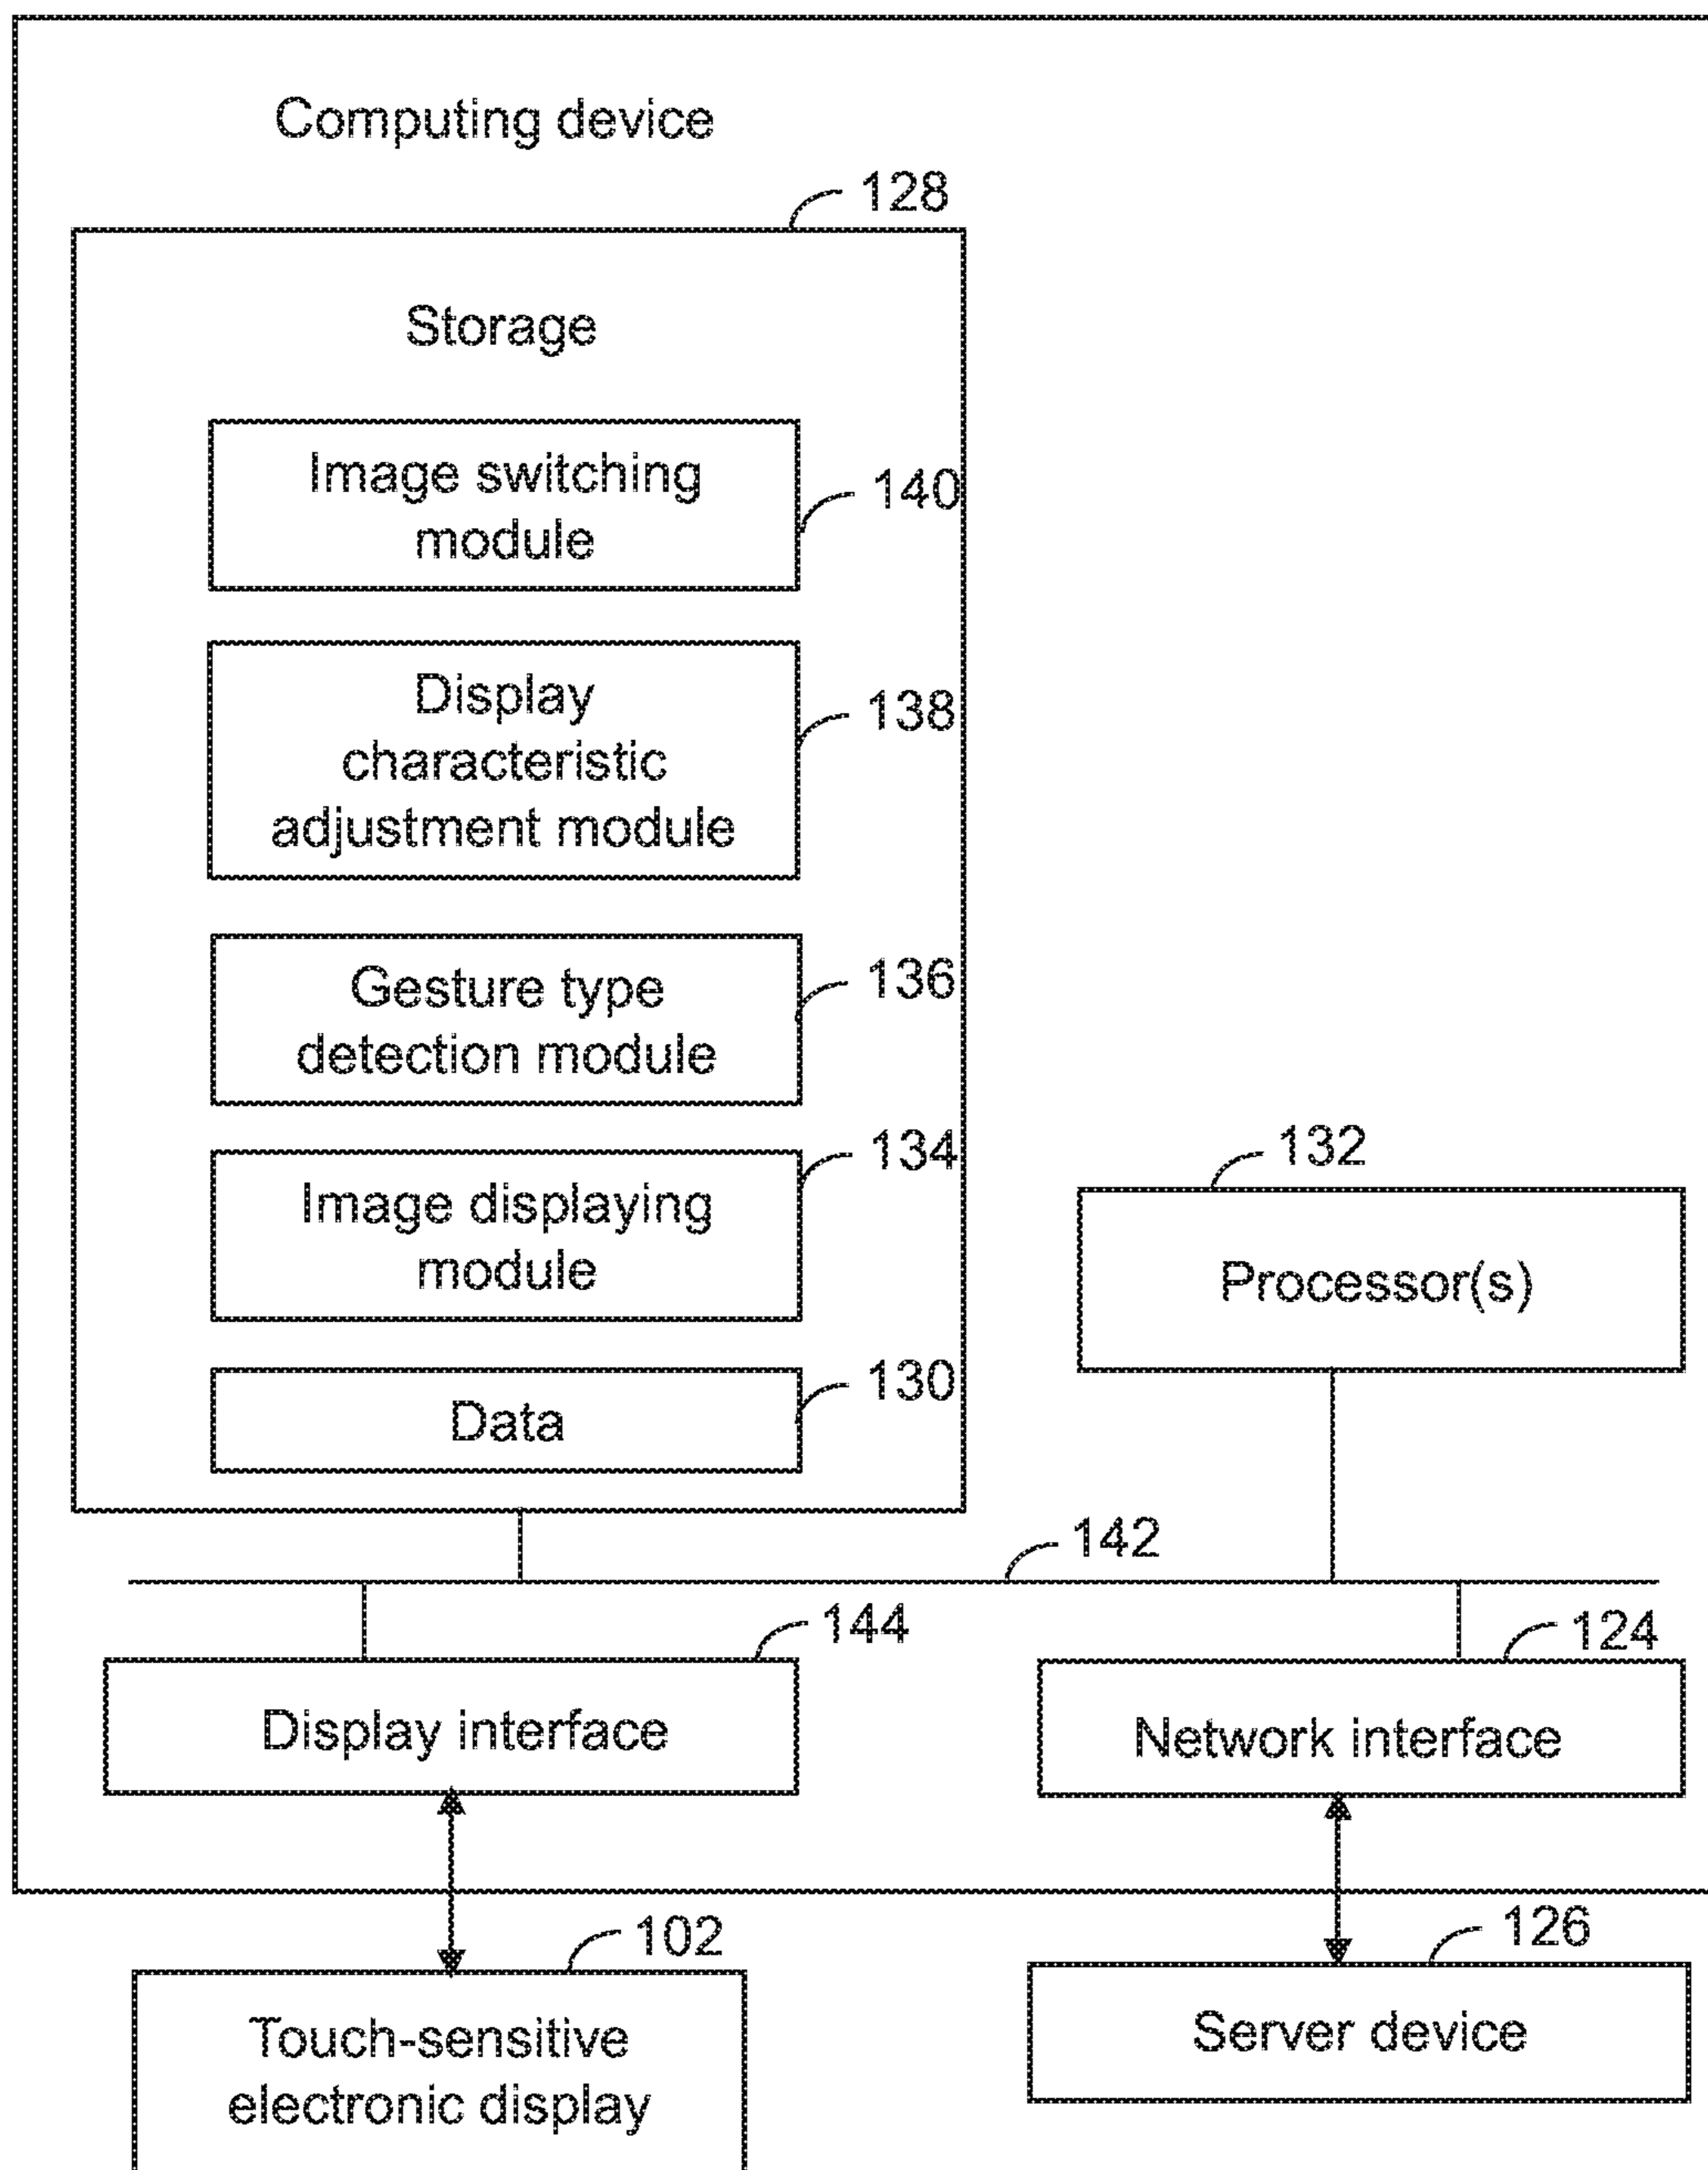 Computing device
128
Storage
Image switching
module
140
Display
characteristic
adjustment module
138
Gesture type
detection module
136
Image displaying
module
134
Data
130
132
Processor(s)
142
144
Display interface
124
Network interface
102
Touch-sensitive
electronic display
126
Server device